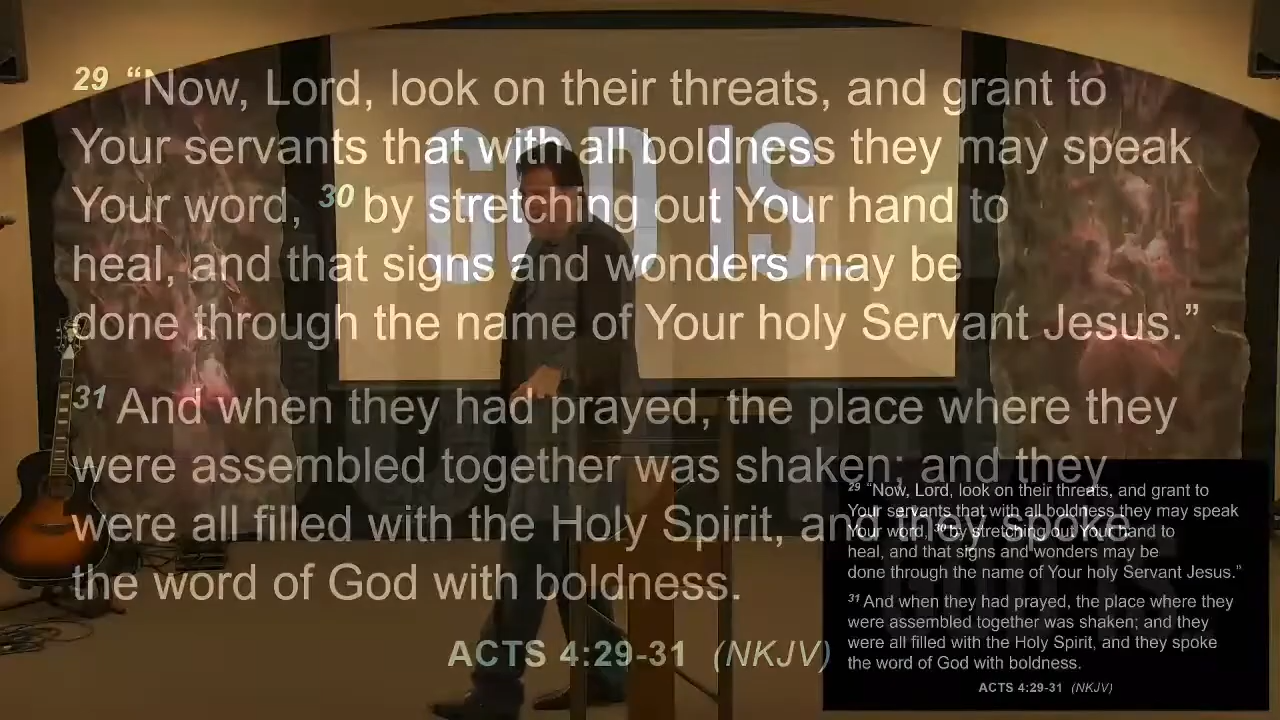 29 “Now, Lord, look on their threats, and grant to
Your servants that with all boldness they may speak
Your word, 30 by stretching out Your hand to
heal, and that signs and wonders may be
done through the name of Your holy Servant Jesus.”
31 And when they had prayed, the place where they
were assembled together was shaken; and they
were all filled with the Holy Spirit, and they spoke
the word of God with boldness.
ACTS 4:29-31 (NKJV)
GOD IS...
29 “Now, Lord, look on their threats, and grant to
Your servants that with all boldness they may speak
Your word, 30 by stretching out Your hand to
heal, and that signs and wonders may be
done through the name of Your holy Servant Jesus.”
31 And when they had prayed, the place where they
were assembled together was shaken; and they
were all filled with the Holy Spirit, and they spoke
the word of God with boldness.
ACTS 4:29-31 (NKJV)